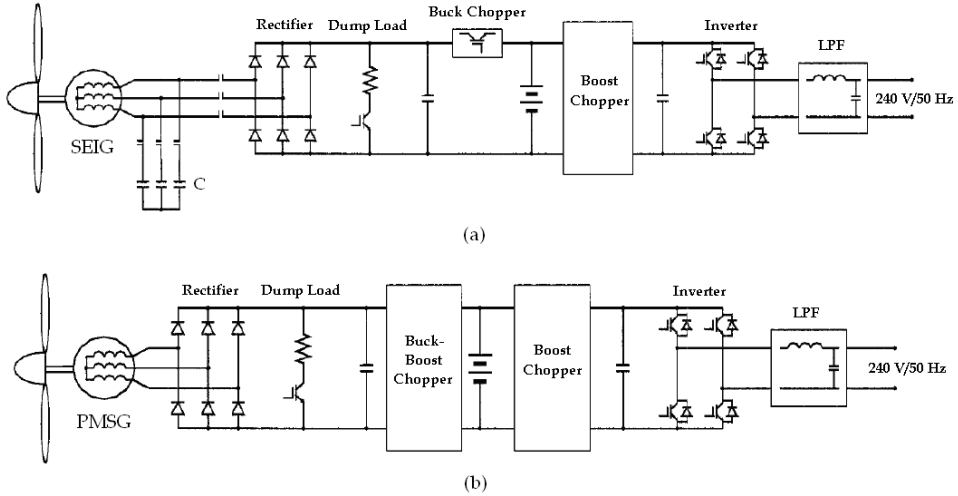 Rectifier Dump Load Buck Chopper Inverter
LPF
Boost
Chopper
240 V/50 Hz
SEIG
C
(a)
Rectifier Dump Load Inverter
LPF
Buck-
Boost
Chopper
Boost
Chopper
240 V/50 Hz
PMSG
(b)